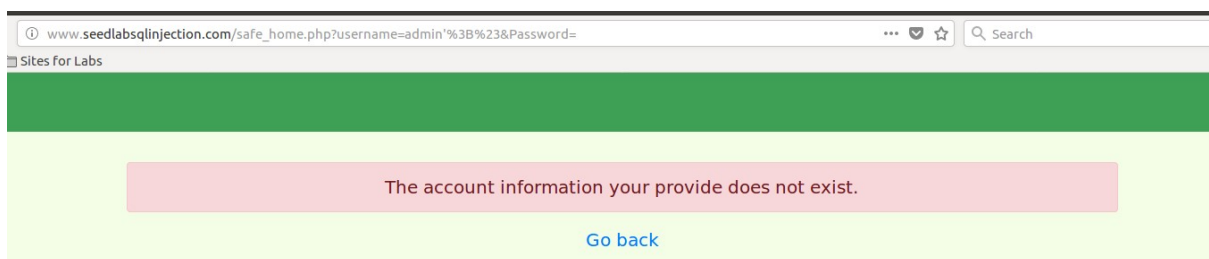 www.seedlabsqlinjection.com/safe_home.php?username=admin'%3B%23&Password=
Search
Sites for Labs
The account information your provide does not exist.
Go back